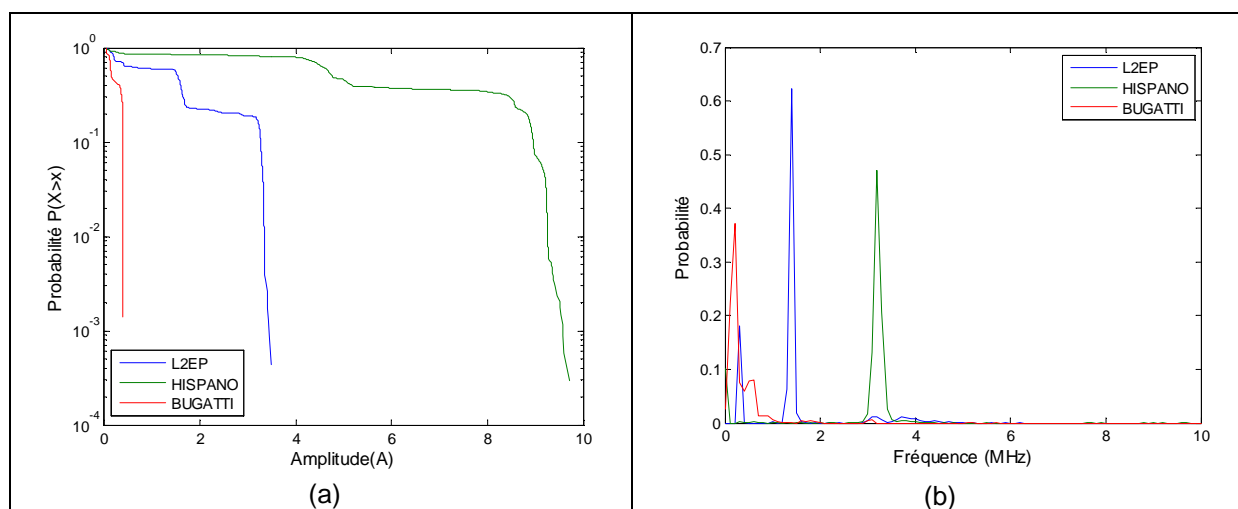 10^0
10^-1
10^-2
10^-3
10^-4
Probabilité P(X>x)
L2EP
HISPANO
BUGATTI
0 2 4 6 8 10
Amplitude(A)
(a)
0.7
0.6
0.5
0.4
0.3
0.2
0.1
0
Probabilité
L2EP
HISPANO
BUGATTI
0 2 4 6 8 10
Fréquence (MHz)
(b)